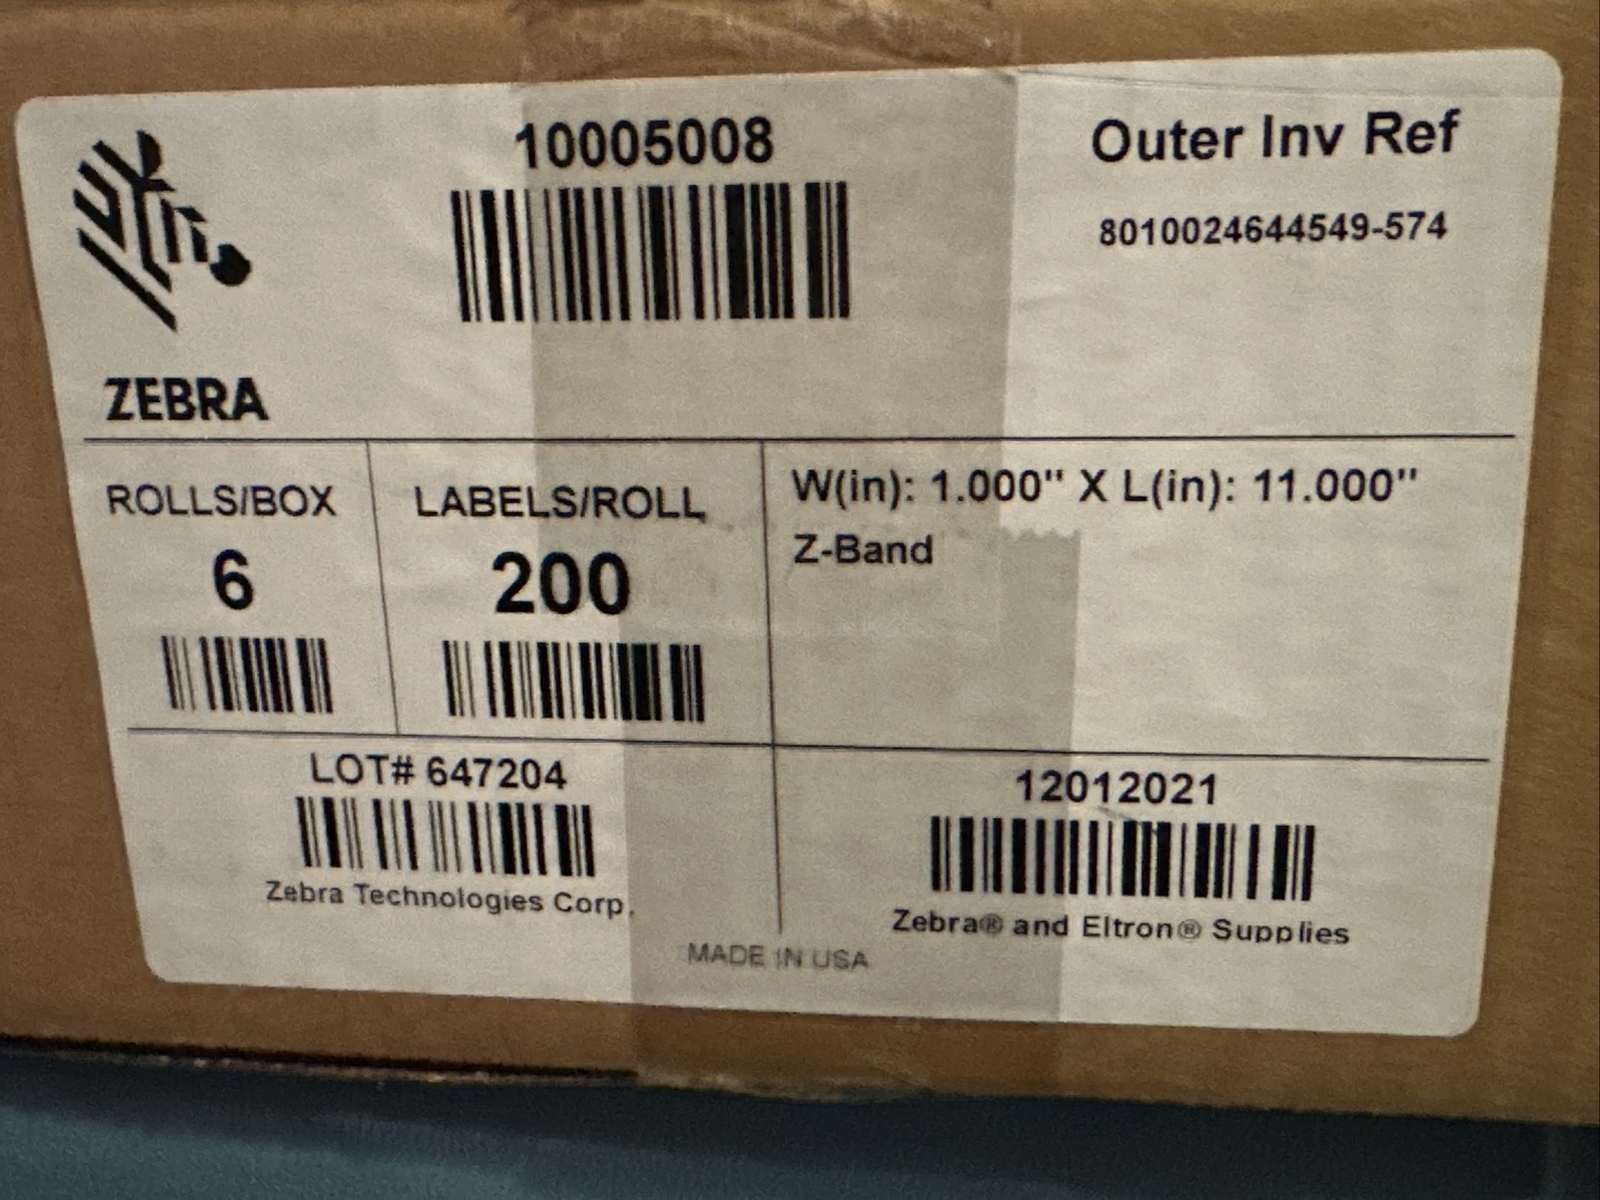 10005008
Outer Inv Ref
8010024644549-574
ZEBRA
ROLLS/BOX
6
LABELS/ROLL
200
W(in): 1.000" X L(in): 11.000"
Z-Band
LOT# 647204
Zebra Technologies Corp.
12012021
Zebra® and Eltron® Supplies
MADE IN USA